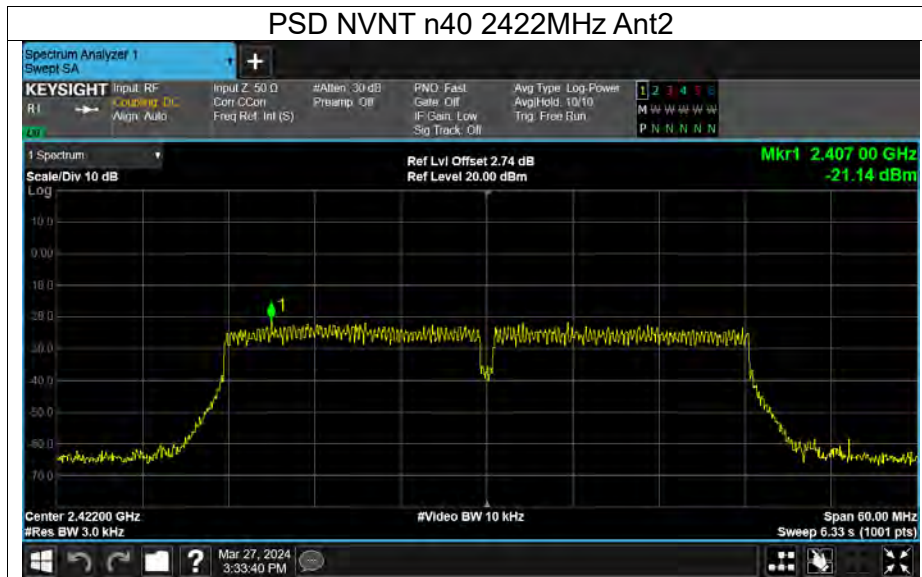 PSD NVNT n40 2422MHz Ant2
Spectrum Analyzer 1
Swept SA
+
KEYSIGHT Input: RF Input Z: 50 Ω #Atten: 30 dB PNO: Fast Avg Type: Log-Power 1 2 3 4 5 6
Coupling: DC Corr CCorr Preamp: Off Gate: Off Avg|Hold: 10/10 M W W W W W
Align: Auto Freq Ref: Int (S) IF Gain: Low Trig: Free Run
Sig Track: Off P N N N N N
1 Spectrum Ref Lvl Offset 2.74 dB Mkr1 2.407 00 GHz
Scale/Div 10 dB Ref Level 20.00 dBm -21.14 dBm
Log
10.0
0.00
1
-40.0
-50.0
-60.0
-70.0
Center 2.42200 GHz #Video BW 10 kHz Span 60.00 MHz
#Res BW 3.0 kHz Sweep 6.33 s (1001 pts)
? Mar 27, 2024
3:33:40 PM